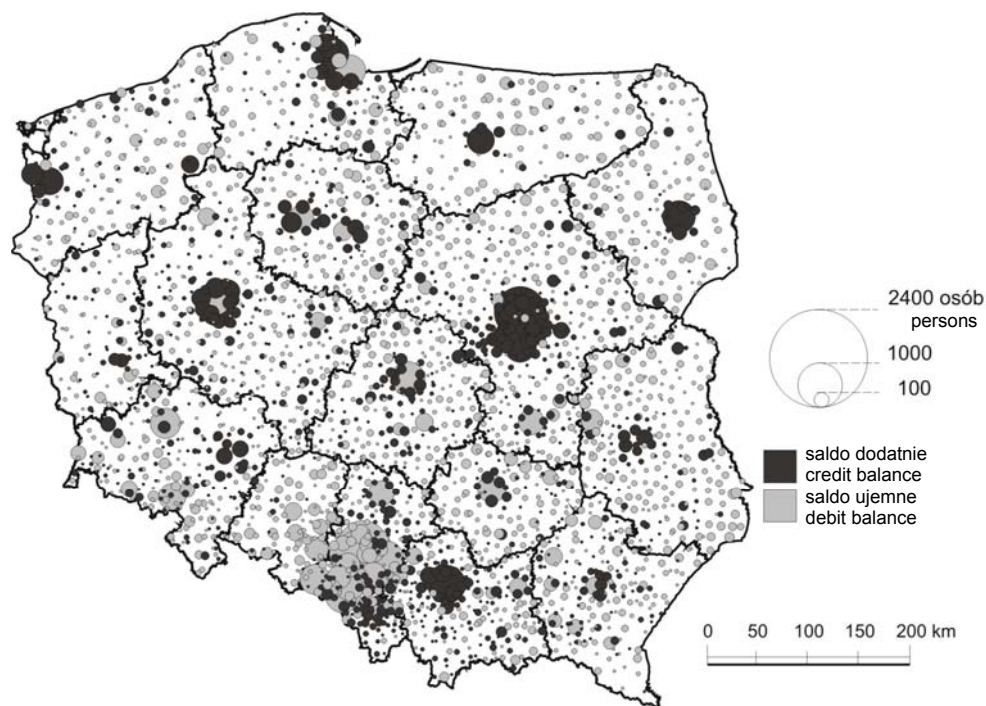 2400 osób
persons
1000
100
saldo dodatnie
credit balance
saldo ujemne
debit balance
0 50 100 150 200 km